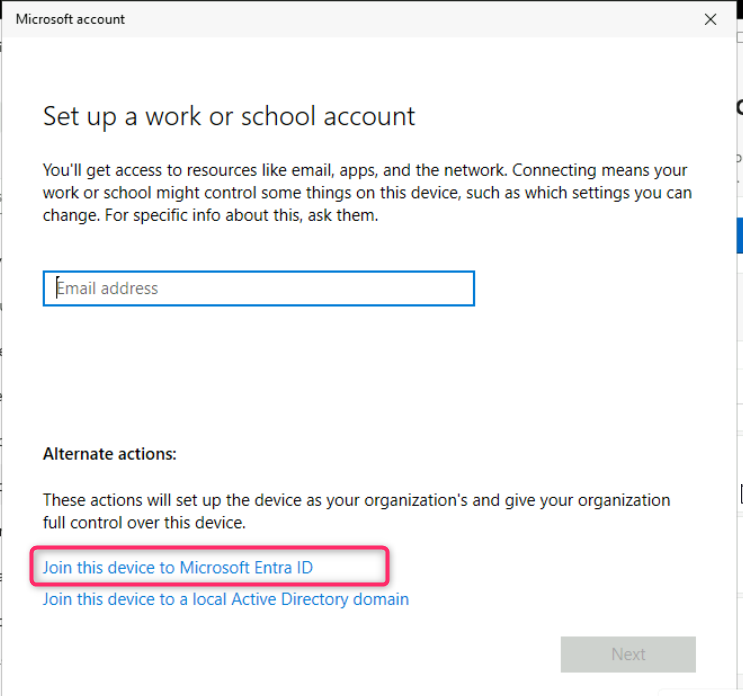 Microsoft account
Set up a work or school account
You'll get access to resources like email, apps, and the network. Connecting means your
work or school might control some things on this device, such as which settings you can
change. For specific info about this, ask them.
Email address
Alternate actions:
These actions will set up the device as your organization's and give your organization
full control over this device.
Join this device to Microsoft Entra ID
Join this device to a local Active Directory domain
Next